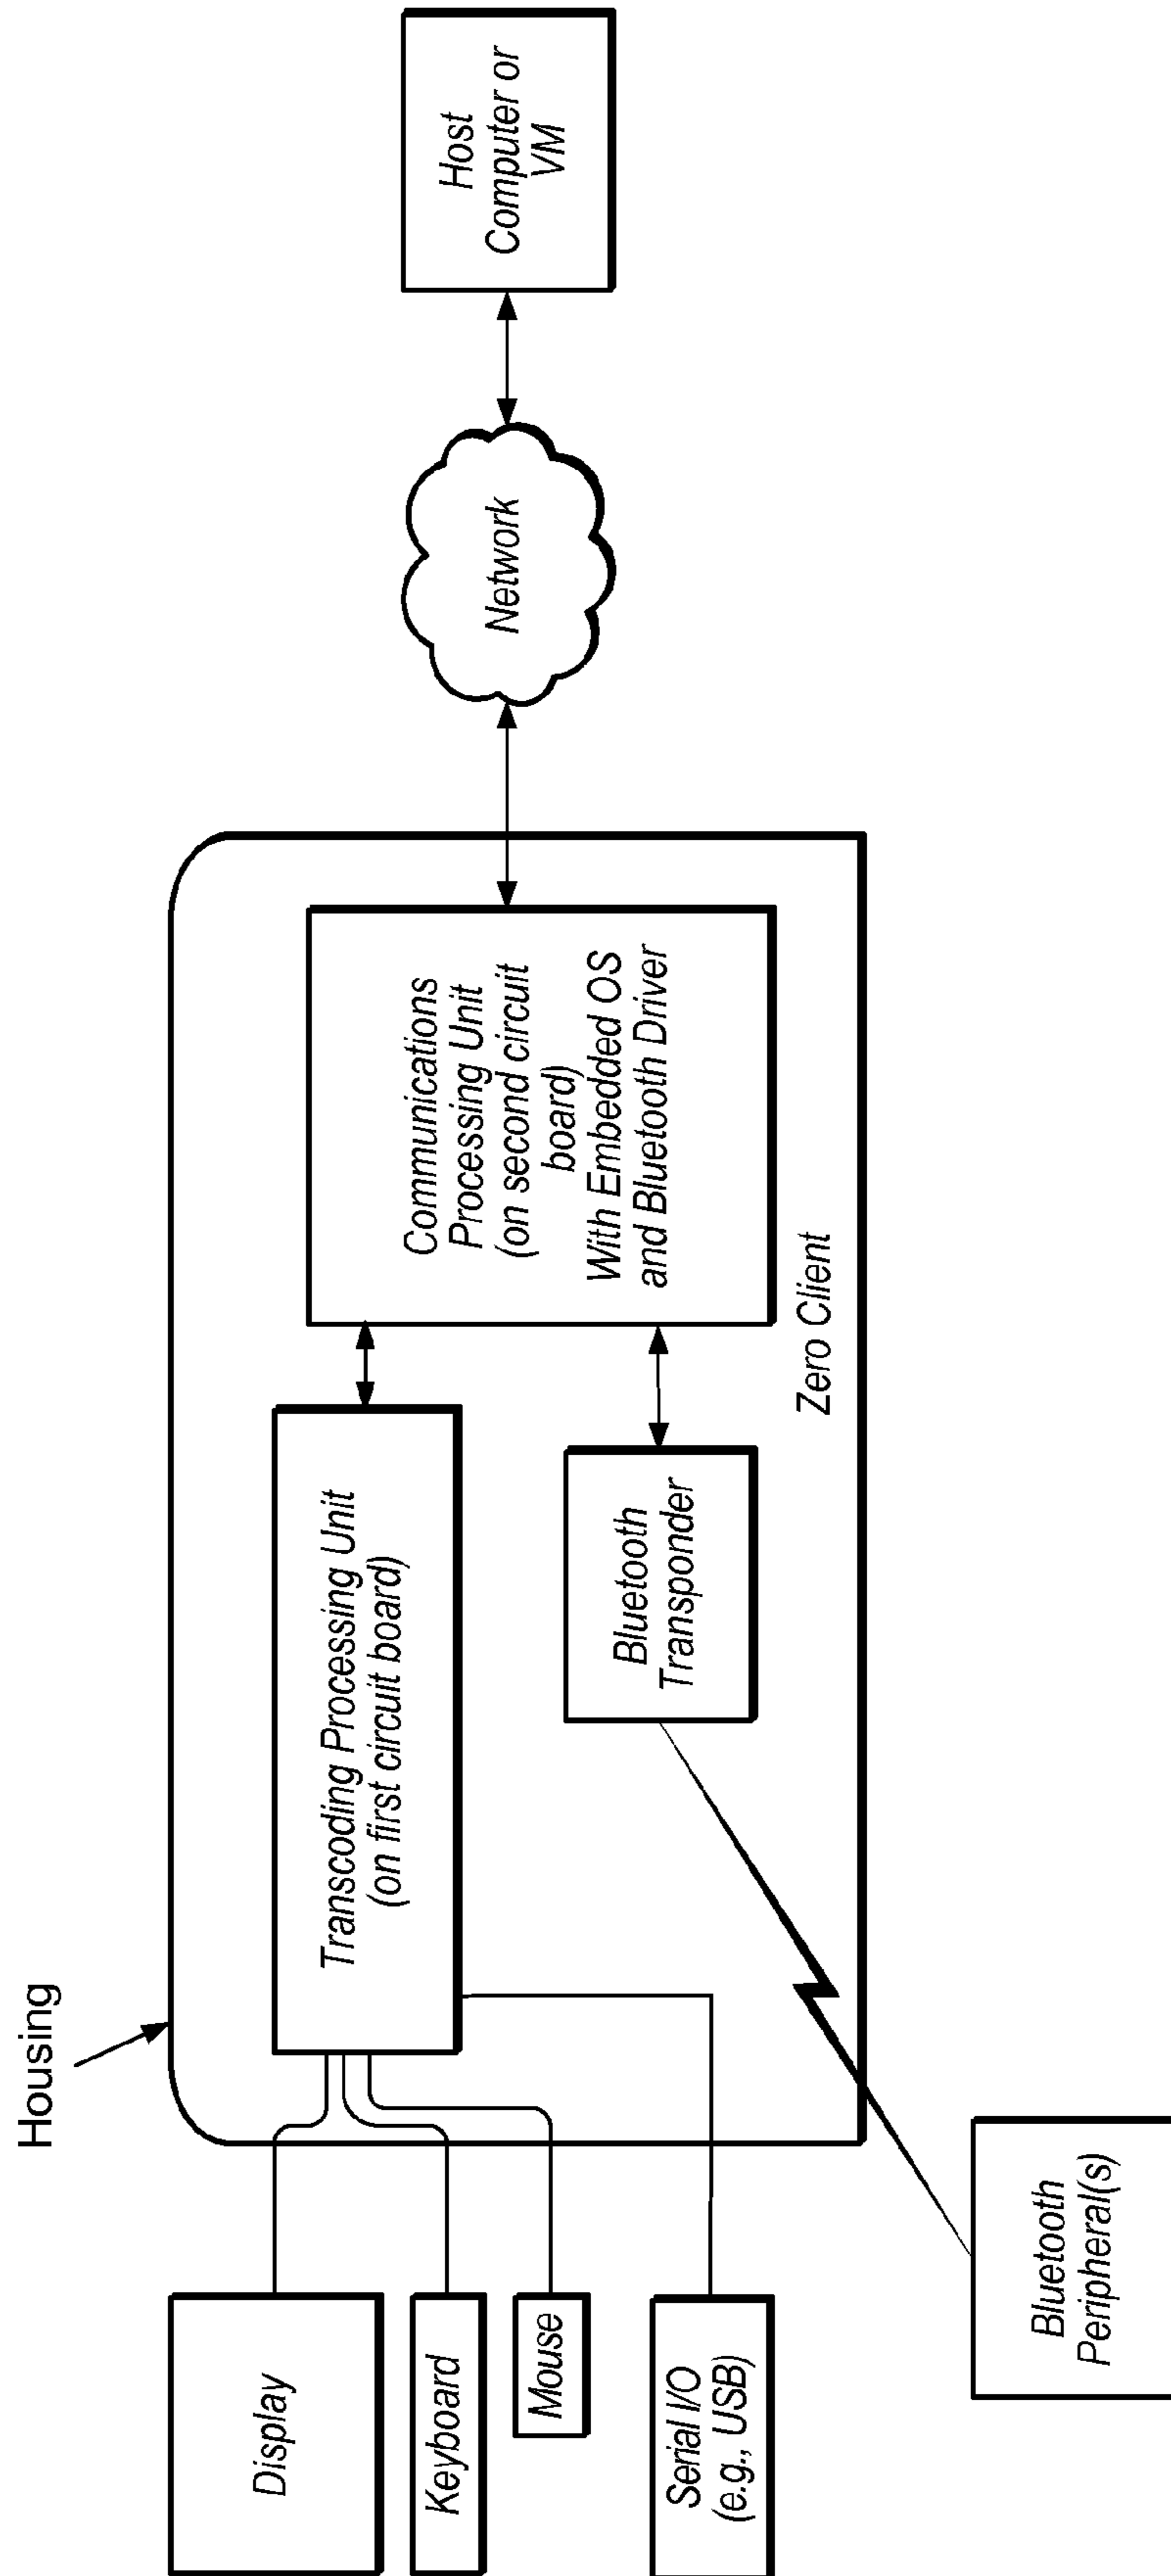 Housing
Display
Keyboard
Mouse
Serial I/O
(e.g., USB)
Transcoding Processing Unit
(on first circuit board)
Bluetooth
Transponder
Communications
Processing Unit
(on second circuit
board)
With Embedded OS
and Bluetooth Driver
Zero Client
Bluetooth
Peripheral(s)
Network
Host
Computer or
VM